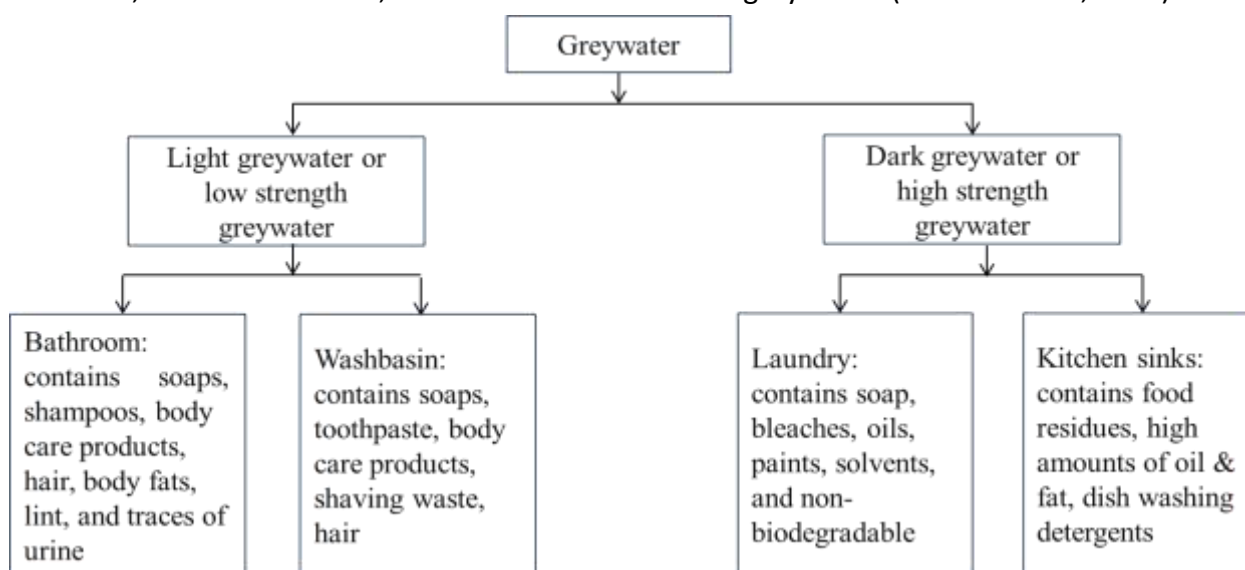 Greywater
Light greywater or
low strength
greywater
Dark greywater or
high strength
greywater
Bathroom:
contains soaps,
shampoos, body
care products,
hair, body fats,
lint, and traces of
urine
Washbasin:
contains soaps,
toothpaste, body
care products,
shaving waste,
hair
Laundry:
contains soap,
bleaches, oils,
paints, solvents,
and non-
biodegradable
Kitchen sinks:
contains food
residues, high
amounts of oil &
fat, dish washing
detergents